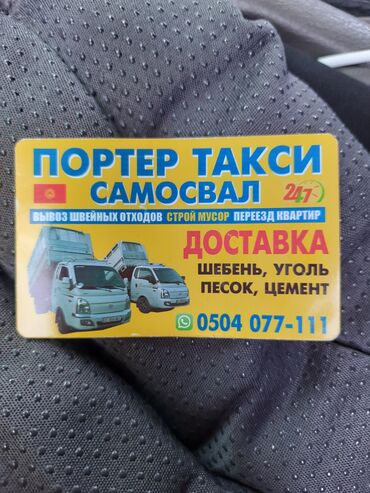 ПОРТЕР ТАКСИ
САМОСВАЛ 24/7
ВЫВОЗ ШВЕЙНЫХ ОТХОДОВ СТРОЙ МУСОР ПЕРЕЕЗД КВАРТИР
ДОСТАВКА
ШЕБЕНЬ, УГОЛЬ
ПЕСОК, ЦЕМЕНТ
0504 077-111